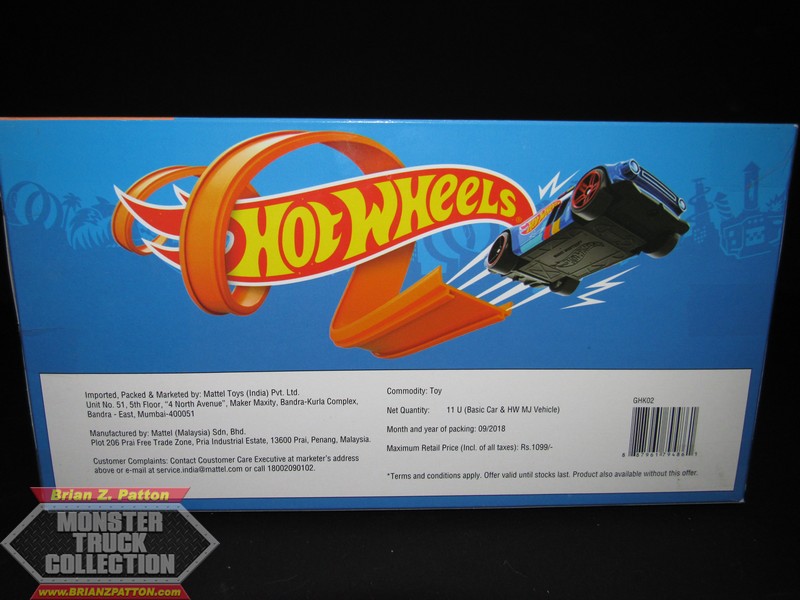 HOT WHEELS
Imported, Packed & Marketed by: Mattel Toys (India) Pvt. Ltd.
Unit No. 51, 5th Floor, "4 North Avenue", Maker Maxity, Bandra-Kurla Complex,
Bandra - East, Mumbai-400051
Manufactured by: Mattel (Malaysia) Sdn, Bhd.
Plot 206 Prai Free Trade Zone, Pria Industrial Estate, 13600 Prai, Penang, Malaysia.
Customer Complaints: Contact Coustomer Care Executive at marketer's address
above or e-mail at service.india@mattel.com or call 18002090102.
Commodity: Toy
Net Quantity: 11 U (Basic Car & HW MJ Vehicle)
Month and year of packing: 09/2018
Maximum Retail Price (Incl. of all taxes): Rs.1099/-
*Terms and conditions apply. Offer valid until stocks last. Product also available without this offer.
GHK02
Brian Z. Patton
MONSTER
TRUCK
COLLECTION
www.BRIANZPATTON.com